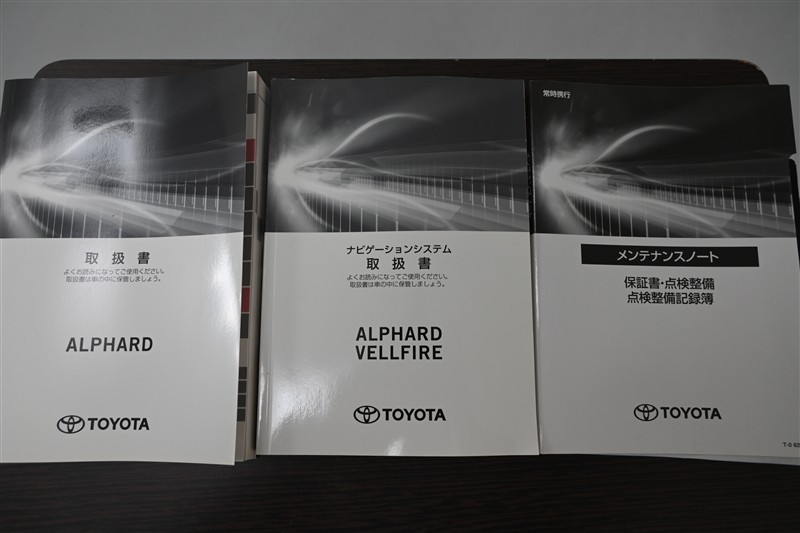 取扱書
よくお読みになってご使用ください。
取扱書は車の中に保管しましょう。
ALPHARD
TOYOTA
ナビゲーションシステム
取扱書
よくお読みになってご使用ください。
取扱書は車の中に保管しましょう。
ALPHARD
VELLFIRE
TOYOTA
常時携行
メンテナンスノート
保証書・点検整備
点検整備記録簿
TOYOTA